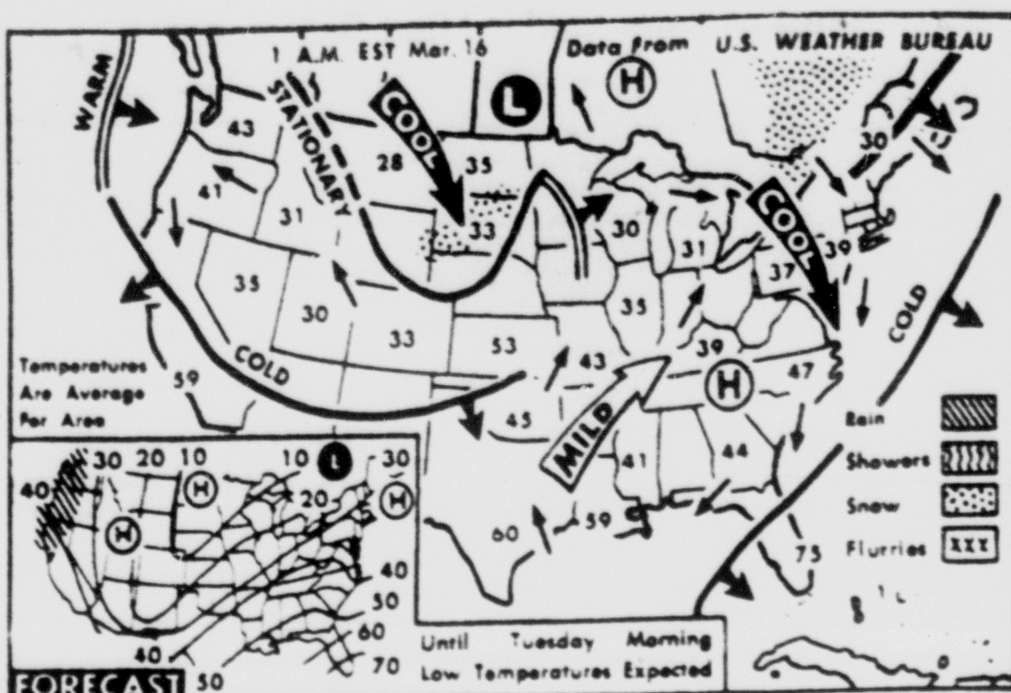 1 A.M. EST Mar. 16
Data from U.S. WEATHER BUREAU
WARM
STATIONARY
COOL
L
H
43
28
35
30
41
31
33
30
31
COOL
39
37
35
30
35
33
53
43
39
47
COLD
COLD
H
Temperatures
Are Average
Per Area
59
45
MILD
41
44
60
59
75
Rain
Showers
Snow
Flurries
30 20 10
10
L
30
40
H
H
20
H
40
50
60
70
40
50
FORECAST
Until Tuesday Morning
Low Temperatures Expected